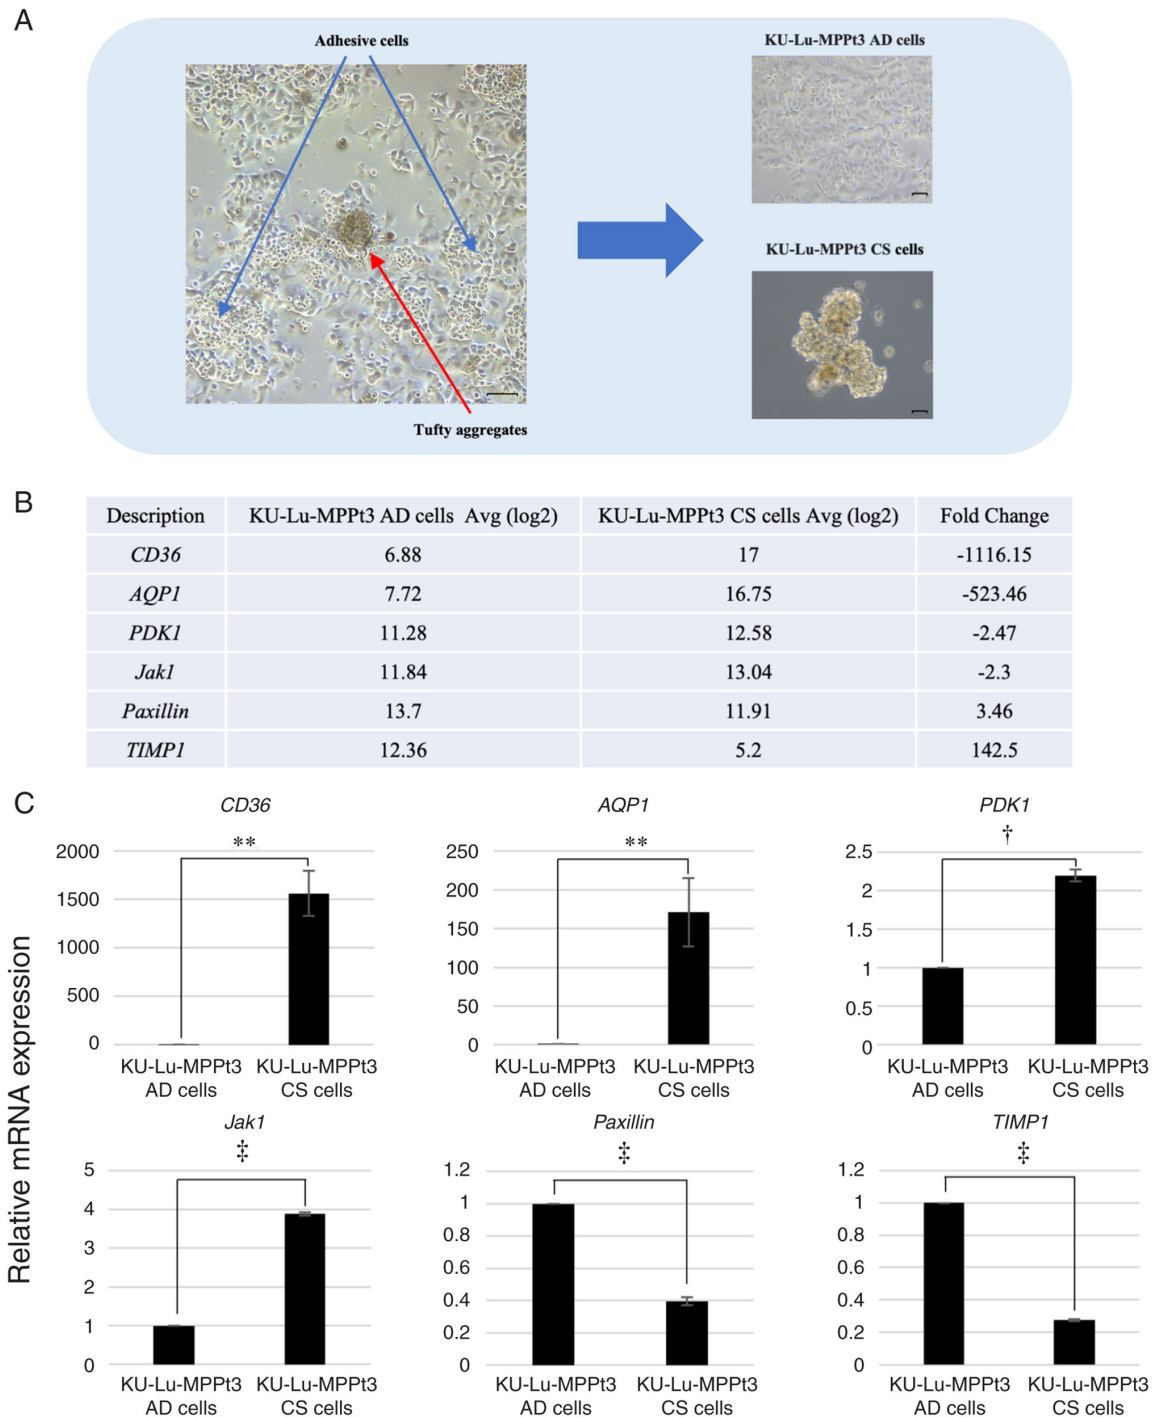 A
Adhesive cells
KU-Lu-MPPt3 AD cells
KU-Lu-MPPt3 CS cells
Tufty aggregates
B
Description KU-Lu-MPPt3 AD cells Avg (log2) KU-Lu-MPPt3 CS cells Avg (log2) Fold Change
CD36 6.88 17 -1116.15
AQP1 7.72 16.75 -523.46
PDK1 11.28 12.58 -2.47
Jak1 11.84 13.04 -2.3
Paxillin 13.7 11.91 3.46
TIMP1 12.36 5.2 142.5
C
Relative mRNA expression
CD36
**
2000
1500
1000
500
0
KU-Lu-MPPt3 KU-Lu-MPPt3
AD cells CS cells
AQP1
**
250
200
150
100
50
0
KU-Lu-MPPt3 KU-Lu-MPPt3
AD cells CS cells
PDK1
†
2.5
2
1.5
1
0.5
0
KU-Lu-MPPt3 KU-Lu-MPPt3
AD cells CS cells
Jak1
‡
5
4
3
2
1
0
KU-Lu-MPPt3 KU-Lu-MPPt3
AD cells CS cells
Paxillin
‡
1.2
1
0.8
0.6
0.4
0.2
0
KU-Lu-MPPt3 KU-Lu-MPPt3
AD cells CS cells
TIMP1
‡
1.2
1
0.8
0.6
0.4
0.2
0
KU-Lu-MPPt3 KU-Lu-MPPt3
AD cells CS cells